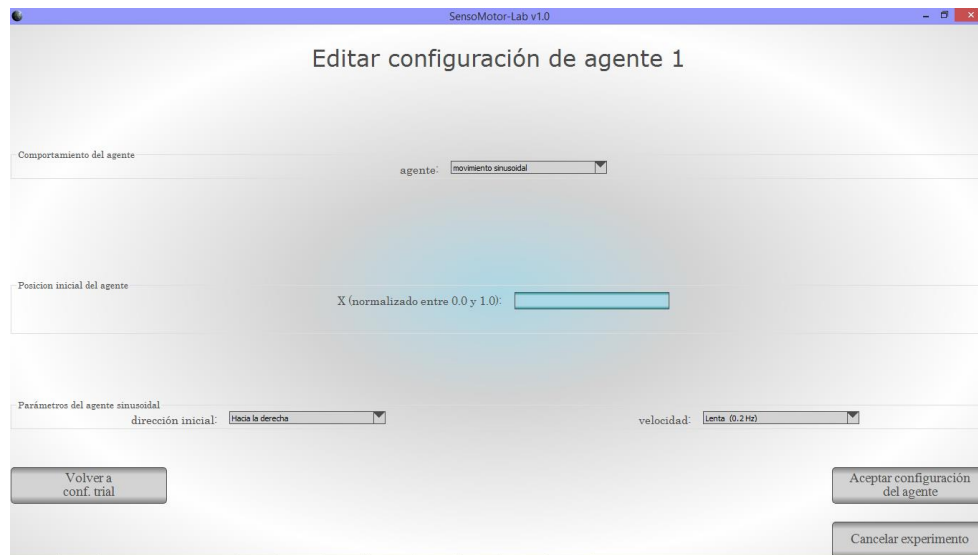 SensoMotor-Lab v1.0
Editar configuración de agente 1
Comportamiento del agente
agente: movimiento sinusoidal
Posicion inicial del agente
X (normalizado entre 0.0 y 1.0):
Parámetros del agente sinusoidal
dirección inicial: Hacia la derecha velocidad: Lenta (0.2 Hz)
Volver a
conf. trial
Aceptar configuración
del agente
Cancelar experimento